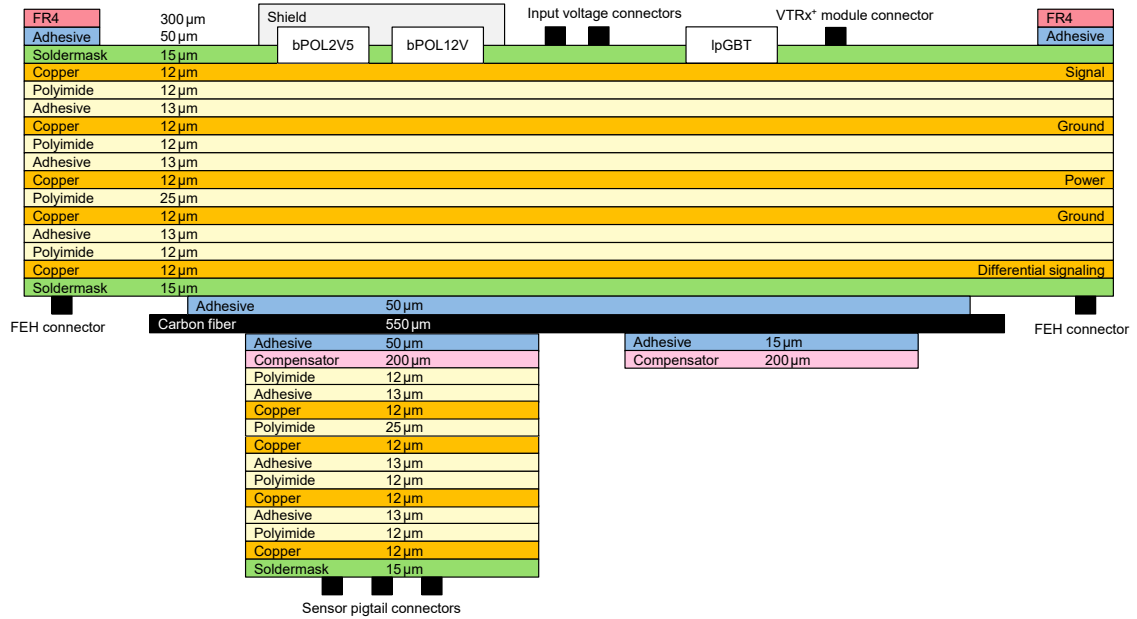 FR4 300 µm Shield Input voltage connectors VTRx⁺ module connector FR4
Adhesive 50 µm bPOL2V5 bPOL12V lpGBT Adhesive
Soldermask 15 µm
Copper 12 µm Signal
Polyimide 12 µm
Adhesive 13 µm
Copper 12 µm Ground
Polyimide 12 µm
Adhesive 13 µm
Copper 12 µm Power
Polyimide 25 µm
Copper 12 µm Ground
Adhesive 13 µm
Polyimide 12 µm
Copper 12 µm Differential signaling
Soldermask 15 µm
Adhesive 50 µm
FEH connector Carbon fiber 550 µm FEH connector
Adhesive 50 µm Adhesive 15 µm
Compensator 200 µm Compensator 200 µm
Polyimide 12 µm
Adhesive 13 µm
Copper 12 µm
Polyimide 25 µm
Copper 12 µm
Adhesive 13 µm
Polyimide 12 µm
Copper 12 µm
Adhesive 13 µm
Polyimide 12 µm
Copper 12 µm
Soldermask 15 µm
Sensor pigtail connectors